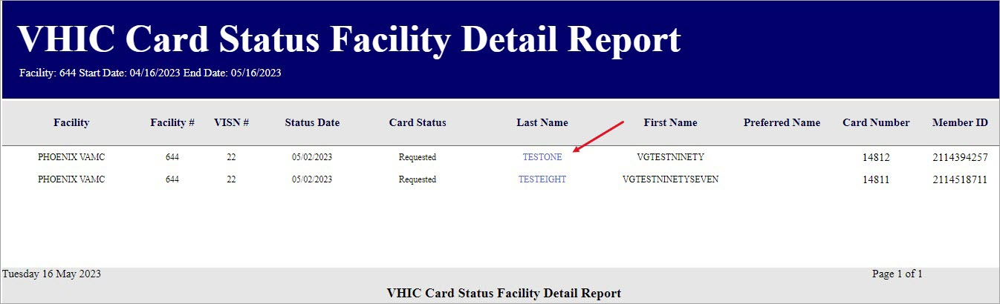 VHIC Card Status Facility Detail Report
Facility: 644 Start Date: 04/16/2023 End Date: 05/16/2023
Facility Facility # VISN # Status Date Card Status Last Name First Name Preferred Name Card Number Member ID
PHOENIX VAMC 644 22 05/02/2023 Requested TESTONE VGTESTNINETY 14812 2114394257
PHOENIX VAMC 644 22 05/02/2023 Requested TESTEIGHT VGTESTNINETYSEVEN 14811 2114518711
Tuesday 16 May 2023 Page 1 of 1
VHIC Card Status Facility Detail Report